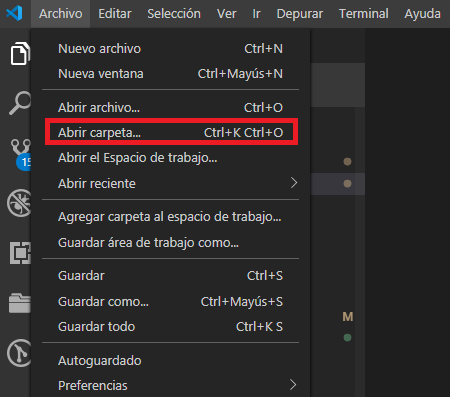 Archivo Editar Selección Ver Ir Depurar Terminal Ayuda
Nuevo archivo Ctrl+N
Nueva ventana Ctrl+Mayús+N
Abrir archivo... Ctrl+O
Abrir carpeta... Ctrl+K Ctrl+O
Abrir el Espacio de trabajo...
Abrir reciente
15
Agregar carpeta al espacio de trabajo...
Guardar área de trabajo como...
Guardar Ctrl+S
Guardar como... Ctrl+Mayús+S
M
Guardar todo Ctrl+K S
Autoguardado
Preferencias